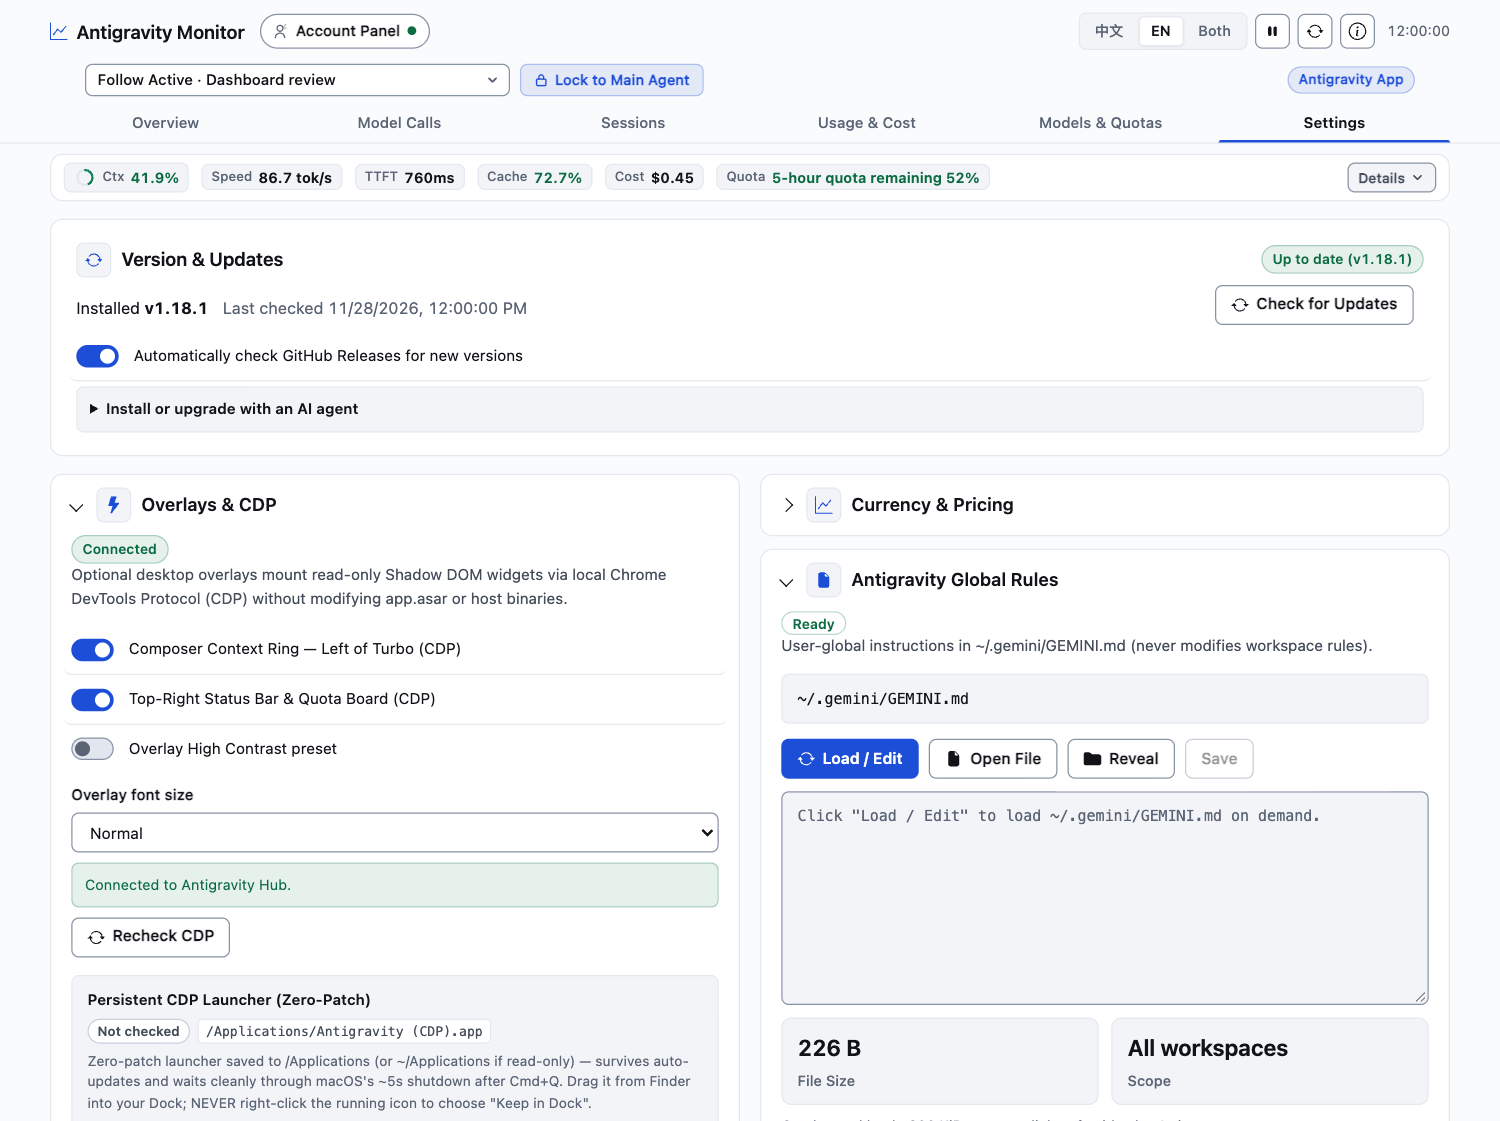 Antigravity Monitor
Account Panel
中文 EN Both
12:00:00
Follow Active · Dashboard review
Lock to Main Agent
Antigravity App
Overview Model Calls Sessions Usage & Cost Models & Quotas Settings
Ctx 41.9%
Speed 86.7 tok/s
TTFT 760ms
Cache 72.7%
Cost $0.45
Quota 5-hour quota remaining 52%
Details
Version & Updates
Up to date (v1.18.1)
Installed v1.18.1 Last checked 11/28/2026, 12:00:00 PM
Check for Updates
Automatically check GitHub Releases for new versions
Install or upgrade with an AI agent
Overlays & CDP
Connected
Optional desktop overlays mount read-only Shadow DOM widgets via local Chrome
DevTools Protocol (CDP) without modifying app.asar or host binaries.
Composer Context Ring — Left of Turbo (CDP)
Top-Right Status Bar & Quota Board (CDP)
Overlay High Contrast preset
Overlay font size
Normal
Connected to Antigravity Hub.
Recheck CDP
Persistent CDP Launcher (Zero-Patch)
Not checked /Applications/Antigravity (CDP).app
Zero-patch launcher saved to /Applications (or ~/Applications if read-only) — survives auto-
updates and waits cleanly through macOS's ~5s shutdown after Cmd+Q. Drag it from Finder
into your Dock; NEVER right-click the running icon to choose "Keep in Dock".
Currency & Pricing
Antigravity Global Rules
Ready
User-global instructions in ~/.gemini/GEMINI.md (never modifies workspace rules).
~/.gemini/GEMINI.md
Load / Edit
Open File
Reveal
Save
Click "Load / Edit" to load ~/.gemini/GEMINI.md on demand.
226 B
File Size
All workspaces
Scope